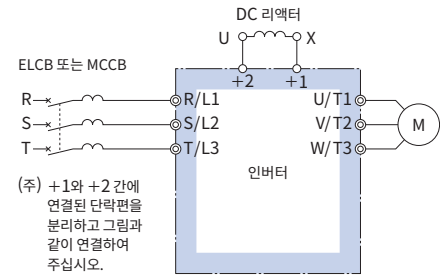 DC 리액터
U X
ELCB 또는 MCCB
+2 +1
R R/L1 U/T1
S S/L2 V/T2 M
T T/L3 W/T3
인버터
(주) +1와 +2 간에
연결된 단락편을
분리하고 그림과
같이 연결하여
주십시오.